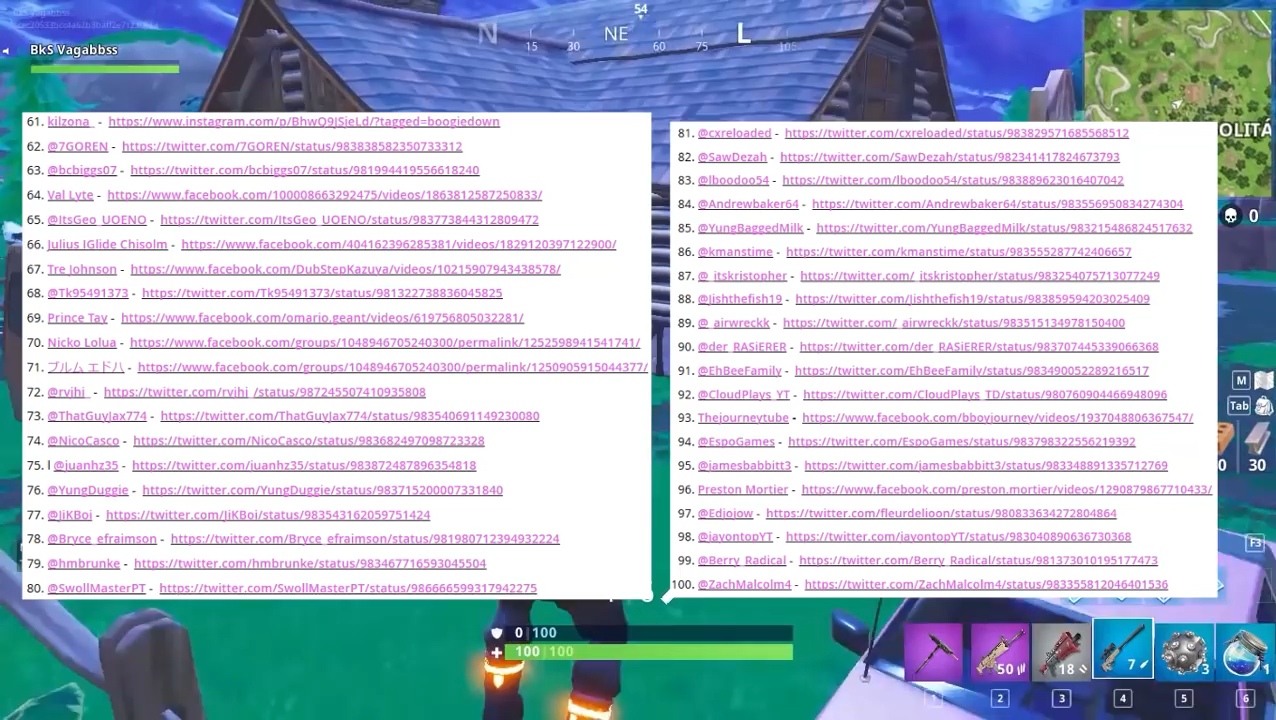 54
N 15 30 NE 60 75 L 105
BkS Vagabbss
61. kilzona_ - https://www.instagram.com/p/BhwQ9JSjeLd/?tagged=boogiedown
62. @7GOREN - https://twitter.com/7GOREN/status/983838582350733312
63. @bcbiggs07 - https://twitter.com/bcbiggs07/status/981994419556618240
64. Val Lyte - https://www.facebook.com/100008663292475/videos/1863812587250833/
65. @ItsGeo_UOENO - https://twitter.com/ItsGeo_UOENO/status/983773844312809472
66. Julius IGlide Chisolm - https://www.facebook.com/404162396285381/videos/1829120397122900/
67. Tre Johnson - https://www.facebook.com/DubStepKazuya/videos/10215907943438578/
68. @Tk95491373 - https://twitter.com/Tk95491373/status/981322738836045825
69. Prince Tay - https://www.facebook.com/omario.geant/videos/619756805032281/
70. Nicko Lolua - https://www.facebook.com/groups/1048946705240300/permalink/1252598941541741/
71. ブルム エドハ - https://www.facebook.com/groups/1048946705240300/permalink/1250905915044377/
72. @rvjhj_ - https://twitter.com/rvjhj_/status/987245507410935808
73. @ThatGuyJax774 - https://twitter.com/ThatGuyJax774/status/983540691149230080
74. @NicoCasco - https://twitter.com/NicoCasco/status/983682497098723328
75. l @juanhz35 - https://twitter.com/juanhz35/status/983872487896354818
76. @YungDuggie - https://twitter.com/YungDuggie/status/983715200007331840
77. @JiKBoi - https://twitter.com/JiKBoi/status/983543162059751424
78. @Bryce_efraimson - https://twitter.com/Bryce_efraimson/status/981980712394932224
79. @hmbrunke - https://twitter.com/hmbrunke/status/983467716593045504
80. @SwollMasterPT - https://twitter.com/SwollMasterPT/status/986666599317942275
81. @cxreloaded - https://twitter.com/cxreloaded/status/983829571685568512
82. @SawDezah - https://twitter.com/SawDezah/status/982341417824673793
83. @lboodoo54 - https://twitter.com/lboodoo54/status/983889623016407042
84. @Andrewbaker64 - https://twitter.com/Andrewbaker64/status/983556950834274304
85. @YungBaggedMilk - https://twitter.com/YungBaggedMilk/status/983215486824517632
86. @kmanstime - https://twitter.com/kmanstime/status/983555287742406657
87. @_itskristopher - https://twitter.com/_itskristopher/status/983254075713077249
88. @Jishthefish19 - https://twitter.com/Jishthefish19/status/983859594203025409
89. @_airwreckk - https://twitter.com/_airwreckk/status/983515134978150400
90. @der_RASiERER - https://twitter.com/der_RASiERER/status/983707445339066368
91. @EhBeeFamily - https://twitter.com/EhBeeFamily/status/983490052289216517
92. @CloudPlays_YT - https://twitter.com/CloudPlays_TD/status/980760904466948096
93. Thejourneytube - https://www.facebook.com/bboyjourney/videos/1937048806367547/
94. @EspoGames - https://twitter.com/EspoGames/status/983798322556219392
95. @jamesbabbitt3 - https://twitter.com/jamesbabbitt3/status/983348891335712769
96. Preston Mortier - https://www.facebook.com/preston.mortier/videos/1290879867710433/
97. @Ediojow - https://twitter.com/fleurdelioon/status/980833634272804864
98. @jayontopYT - https://twitter.com/jayontopYT/status/983040890636730368
99. @Berry_Radical - https://twitter.com/Berry_Radical/status/981373010195177473
100. @ZachMalcolm4 - https://twitter.com/ZachMalcolm4/status/983355812046401536
OLITÁ
0
M
Tab
0 30
F3
0 | 100
100 | 100
50 18 7 3 1
1 2 3 4 5 6